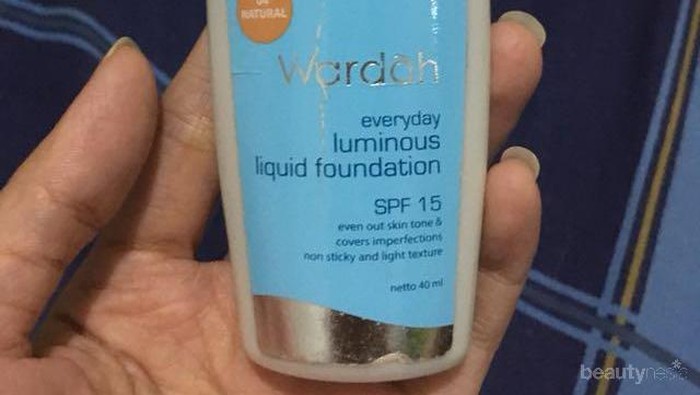 04
NATURAL
Wardah
everyday
luminous
liquid foundation
SPF 15
even out skin tone &
covers imperfections
non sticky and light texture
netto 40 ml
beautynesia